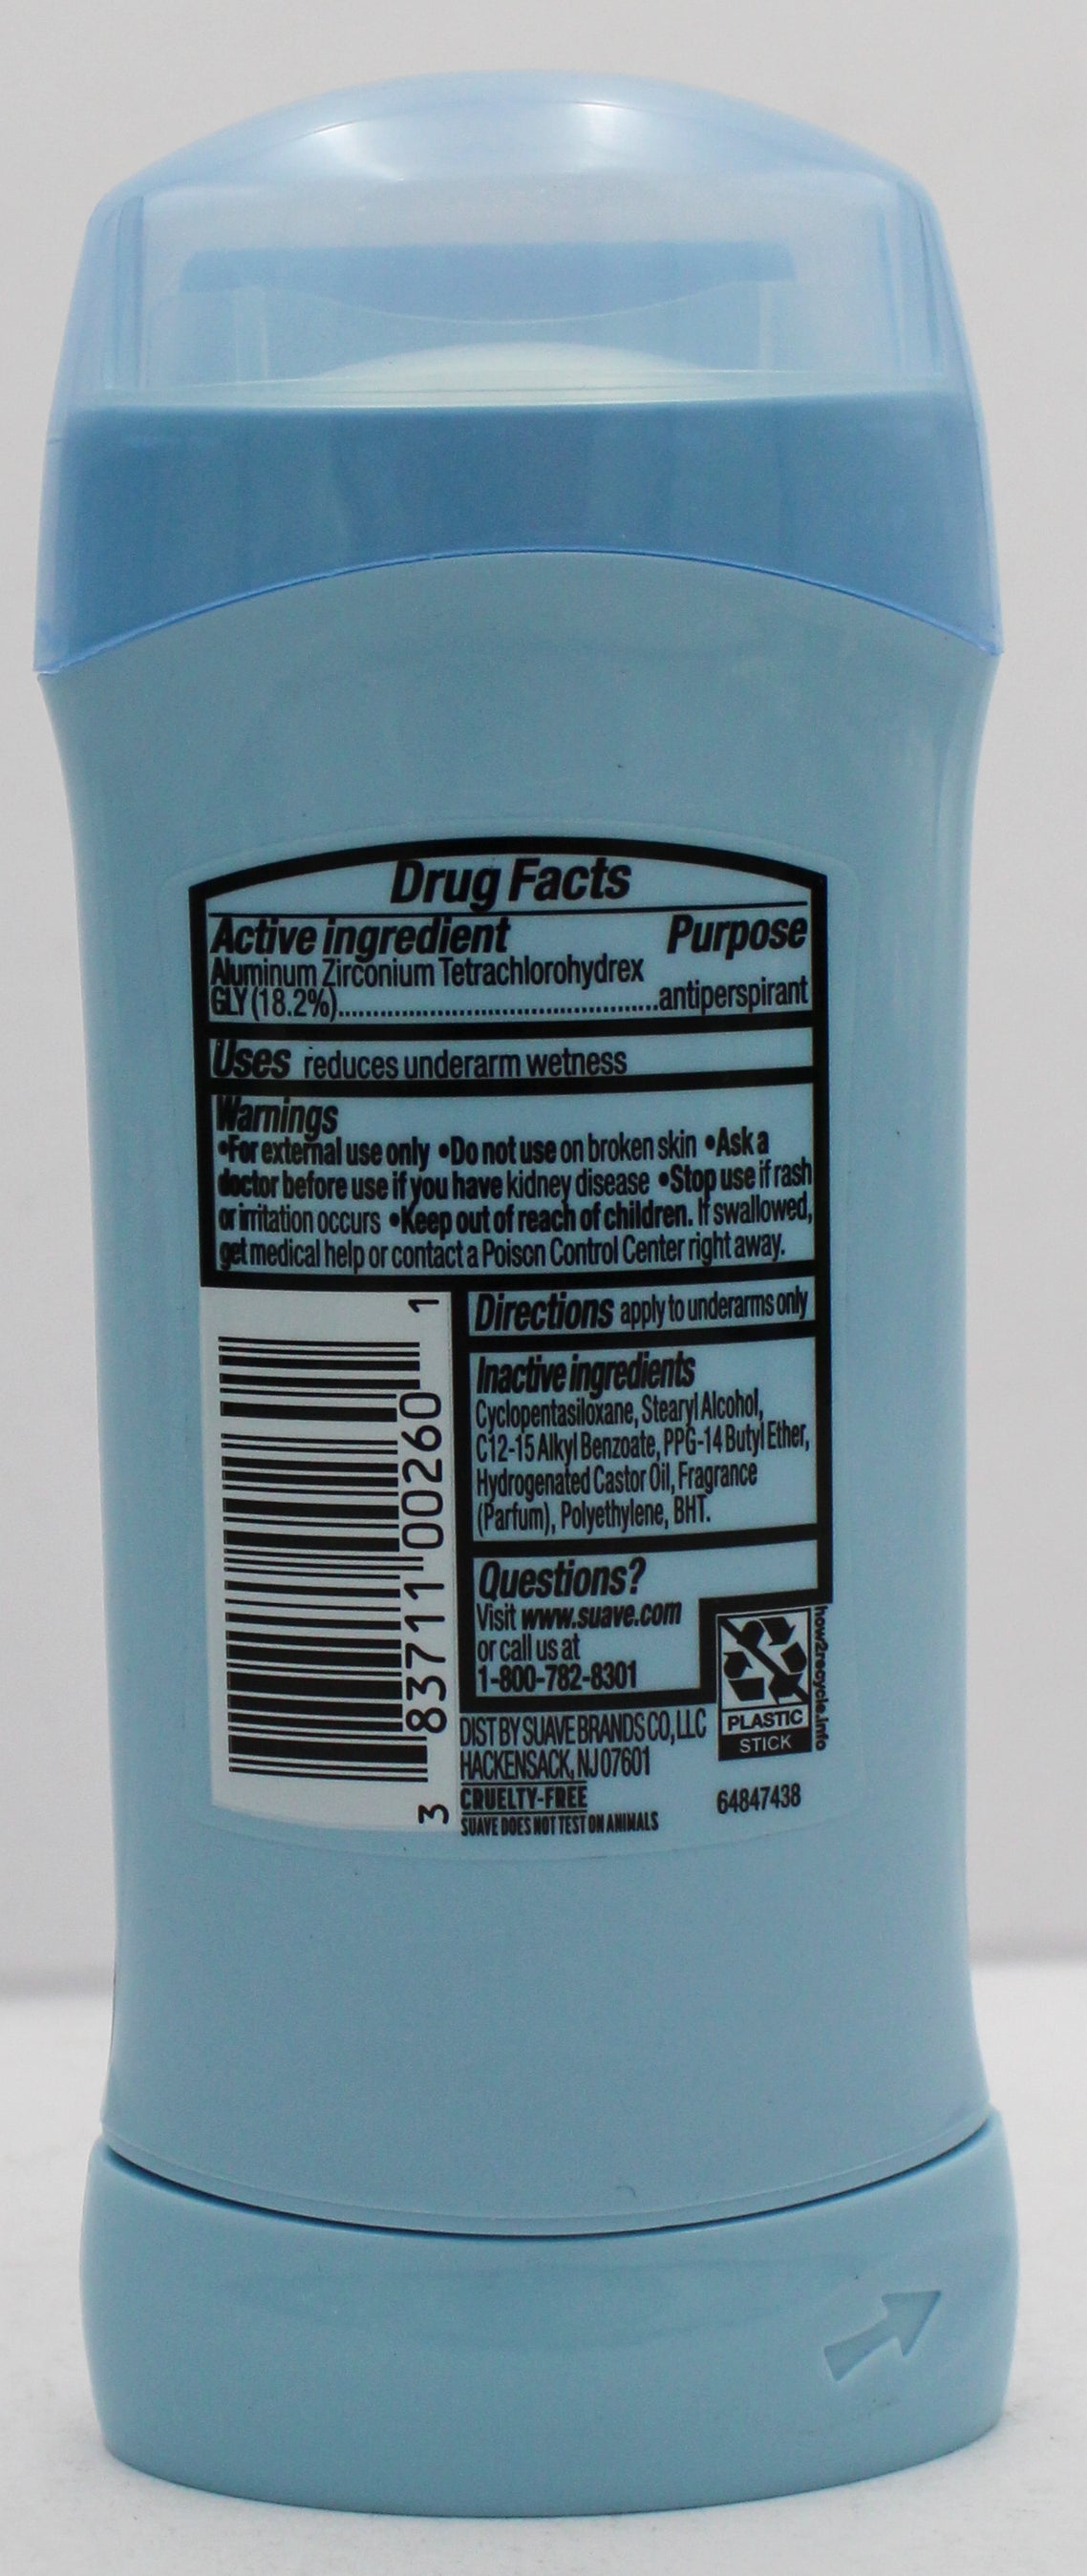 Drug Facts
Active ingredient Purpose
Aluminum Zirconium Tetrachlorohydrex
GLY (18.2%)......................................................antiperspirant
Uses reduces underarm wetness
Warnings
•For external use only •Do not use on broken skin •Ask a
doctor before use if you have kidney disease •Stop use if rash
or irritation occurs •Keep out of reach of children. If swallowed,
get medical help or contact a Poison Control Center right away.
Directions apply to underarms only
Inactive ingredients
Cyclopentasiloxane, Stearyl Alcohol,
C12-15 Alkyl Benzoate, PPG-14 Butyl Ether,
Hydrogenated Castor Oil, Fragrance
(Parfum), Polyethylene, BHT.
Questions?
Visit www.suave.com
or call us at
1-800-782-8301
3 83711 00260 1
DIST BY SUAVE BRANDS CO, LLC
HACKENSACK, NJ 07601
CRUELTY-FREE
SUAVE DOES NOT TEST ON ANIMALS
PLASTIC
STICK
how2recycle.info
64847438